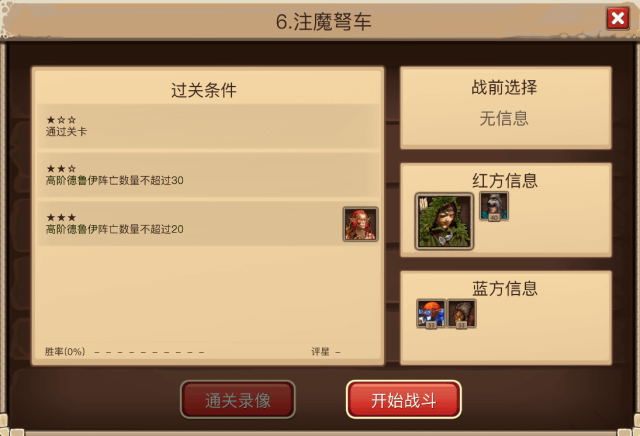 6.注魔弩车
过关条件
★☆☆
通过关卡
★★☆
高阶德鲁伊阵亡数量不超过30
★★★
高阶德鲁伊阵亡数量不超过20
胜率(0%) - - - - - - - - - -
评星 -
战前选择
无信息
红方信息
蓝方信息
通关录像
开始战斗